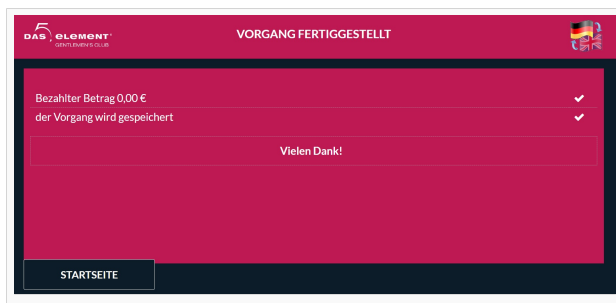 DAS 5. ELEMENT
GENTLEMEN'S CLUB
VORGANG FERTIGGESTELLT
Bezahlter Betrag 0,00 €
der Vorgang wird gespeichert
Vielen Dank!
STARTSEITE